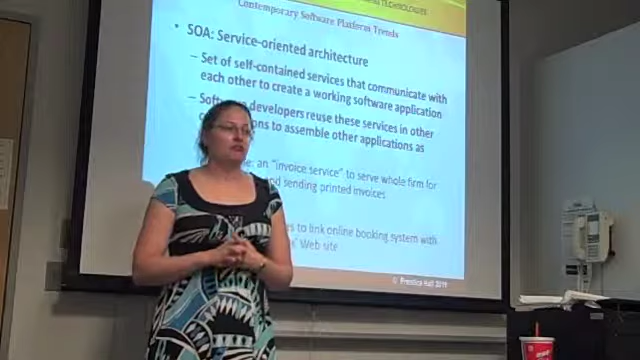 TECHNOLOGIES
Contemporary Software Platform Trends
• SOA: Service-oriented architecture
– Set of self-contained services that communicate with
each other to create a working software application
– Software developers reuse these services in other
to assemble other applications as
an "invoice service" to serve whole firm for
and sending printed invoices
to link online booking system with
Web site
© Prentice Hall 2011